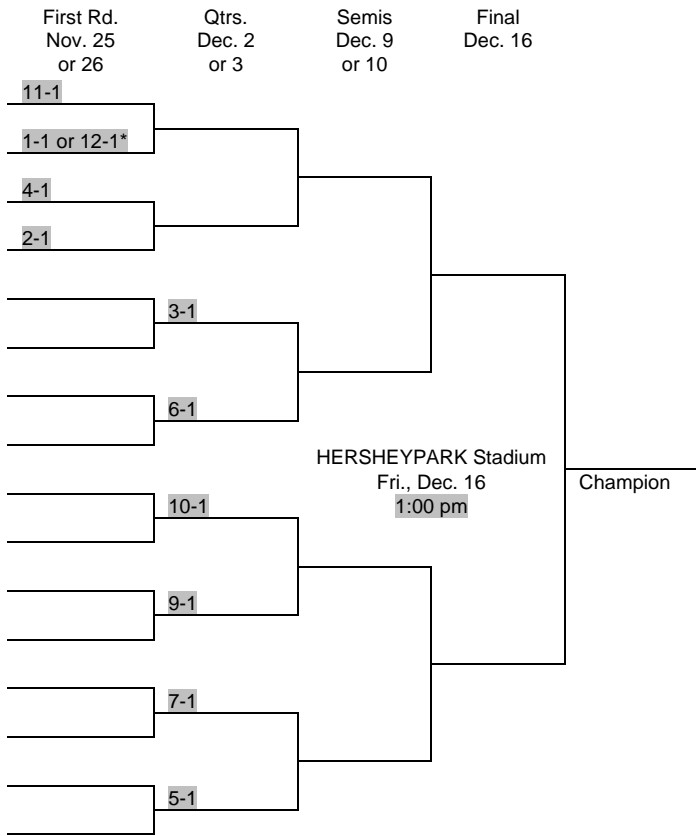 First Rd.
Nov. 25
or 26
Qtrs.
Dec. 2
or 3
Semis
Dec. 9
or 10
Final
Dec. 16
11-1
1-1 or 12-1*
4-1
2-1
3-1
6-1
HERSHEYPARK Stadium
Fri., Dec. 16
1:00 pm
Champion
10-1
9-1
7-1
5-1